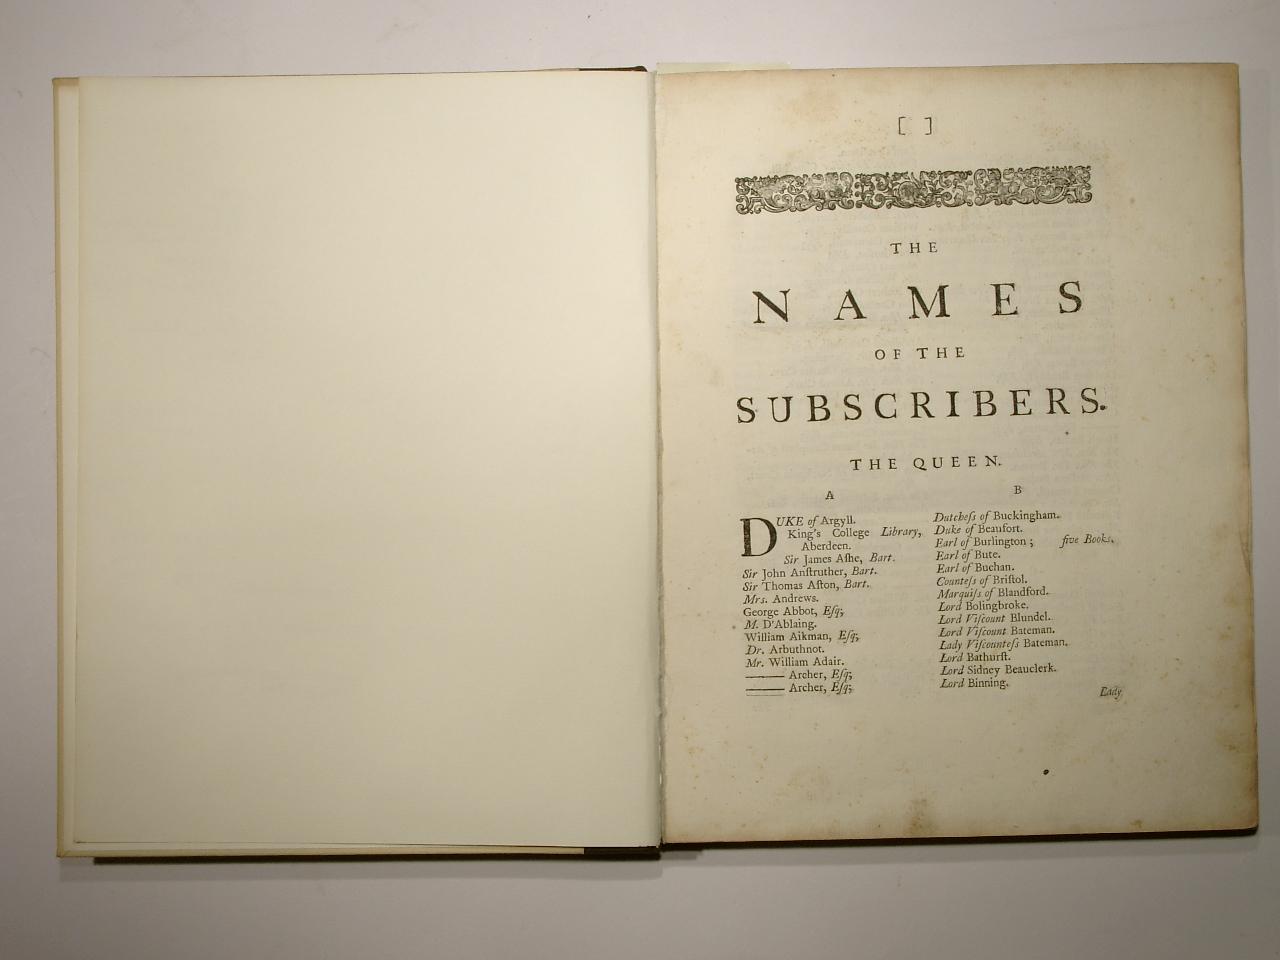 [ ]
THE
NAMES
OF THE
SUBSCRIBERS.
THE QUEEN.
A
DUKE of Argyll.
King's College Library,
Aberdeen.
Sir James Aſhe, Bart.
Sir John Anſtruther, Bart.
Sir Thomas Aſton, Bart.
Mrs. Andrews.
George Abbot, Eſq;
M. D'Ablaing.
William Aikman, Eſq;
Dr. Arbuthnot.
Mr. William Adair.
——— Archer, Eſq;
——— Archer, Eſq;
B
Dutcheſs of Buckingham.
Duke of Beaufort.
Earl of Burlington; five Books.
Earl of Bute.
Earl of Buchan.
Counteſs of Briſtol.
Marquiſs of Blandford.
Lord Bolingbroke.
Lord Viſcount Blundel.
Lord Viſcount Bateman.
Lady Viſcounteſs Bateman.
Lord Bathurſt.
Lord Sidney Beauclerk.
Lord Binning.
Lady